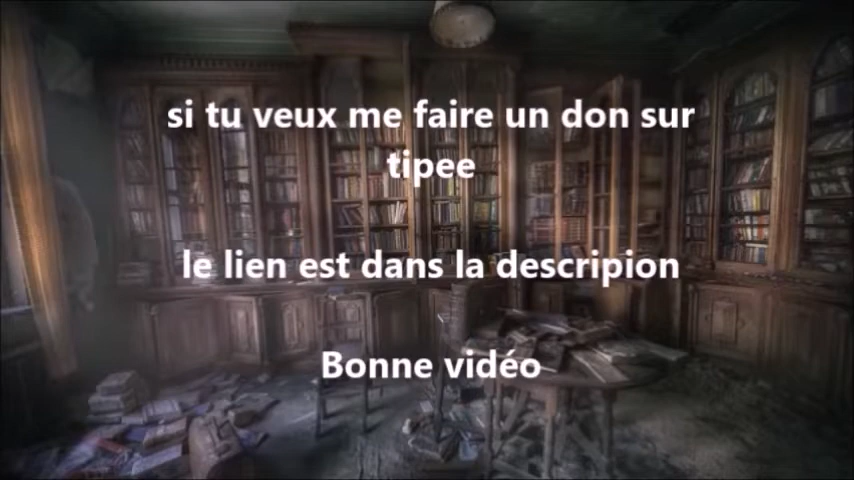 si tu veux me faire un don sur
tipee
le lien est dans la descripion
Bonne vidéo